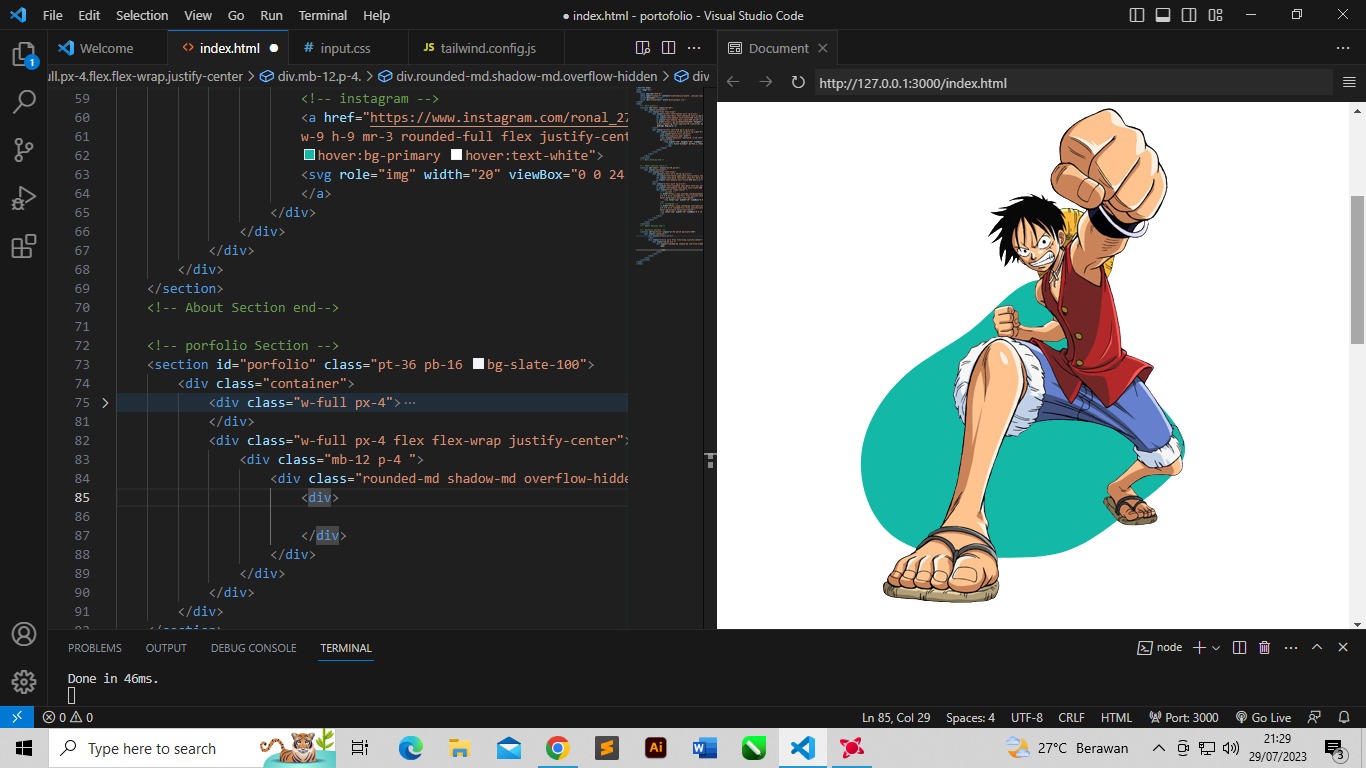 File Edit Selection View Go Run Terminal Help
● index.html - portofolio - Visual Studio Code
1
Welcome
<> index.html ●
# input.css
JS tailwind.config.js
Document
ull.px-4.flex.flex-wrap.justify-center > div.mb-12.p-4. > div.rounded-md.shadow-md.overflow-hidden > div
http://127.0.0.1:3000/index.html
59 <!-- instagram -->
60 <a href="https://www.instagram.com/ronal_27
61 w-9 h-9 mr-3 rounded-full flex justify-cent
62 hover:bg-primary hover:text-white">
63 <svg role="img" width="20" viewBox="0 0 24
64 </a>
65 </div>
66 </div>
67 </div>
68 </div>
69 </section>
70 <!-- About Section end-->
71
72 <!-- porfolio Section -->
73 <section id="porfolio" class="pt-36 pb-16 bg-slate-100">
74 <div class="container">
75 <div class="w-full px-4">…
81 </div>
82 <div class="w-full px-4 flex flex-wrap justify-center">
83 <div class="mb-12 p-4 ">
84 <div class="rounded-md shadow-md overflow-hidde
85 <div>
86
87 </div>
88 </div>
89 </div>
90 </div>
91 </div>
PROBLEMS OUTPUT DEBUG CONSOLE TERMINAL
node
Done in 46ms.
0 0
Ln 85, Col 29 Spaces: 4 UTF-8 CRLF HTML Port: 3000 Go Live
Type here to search
Ai
27°C Berawan
21:29
29/07/2023
3